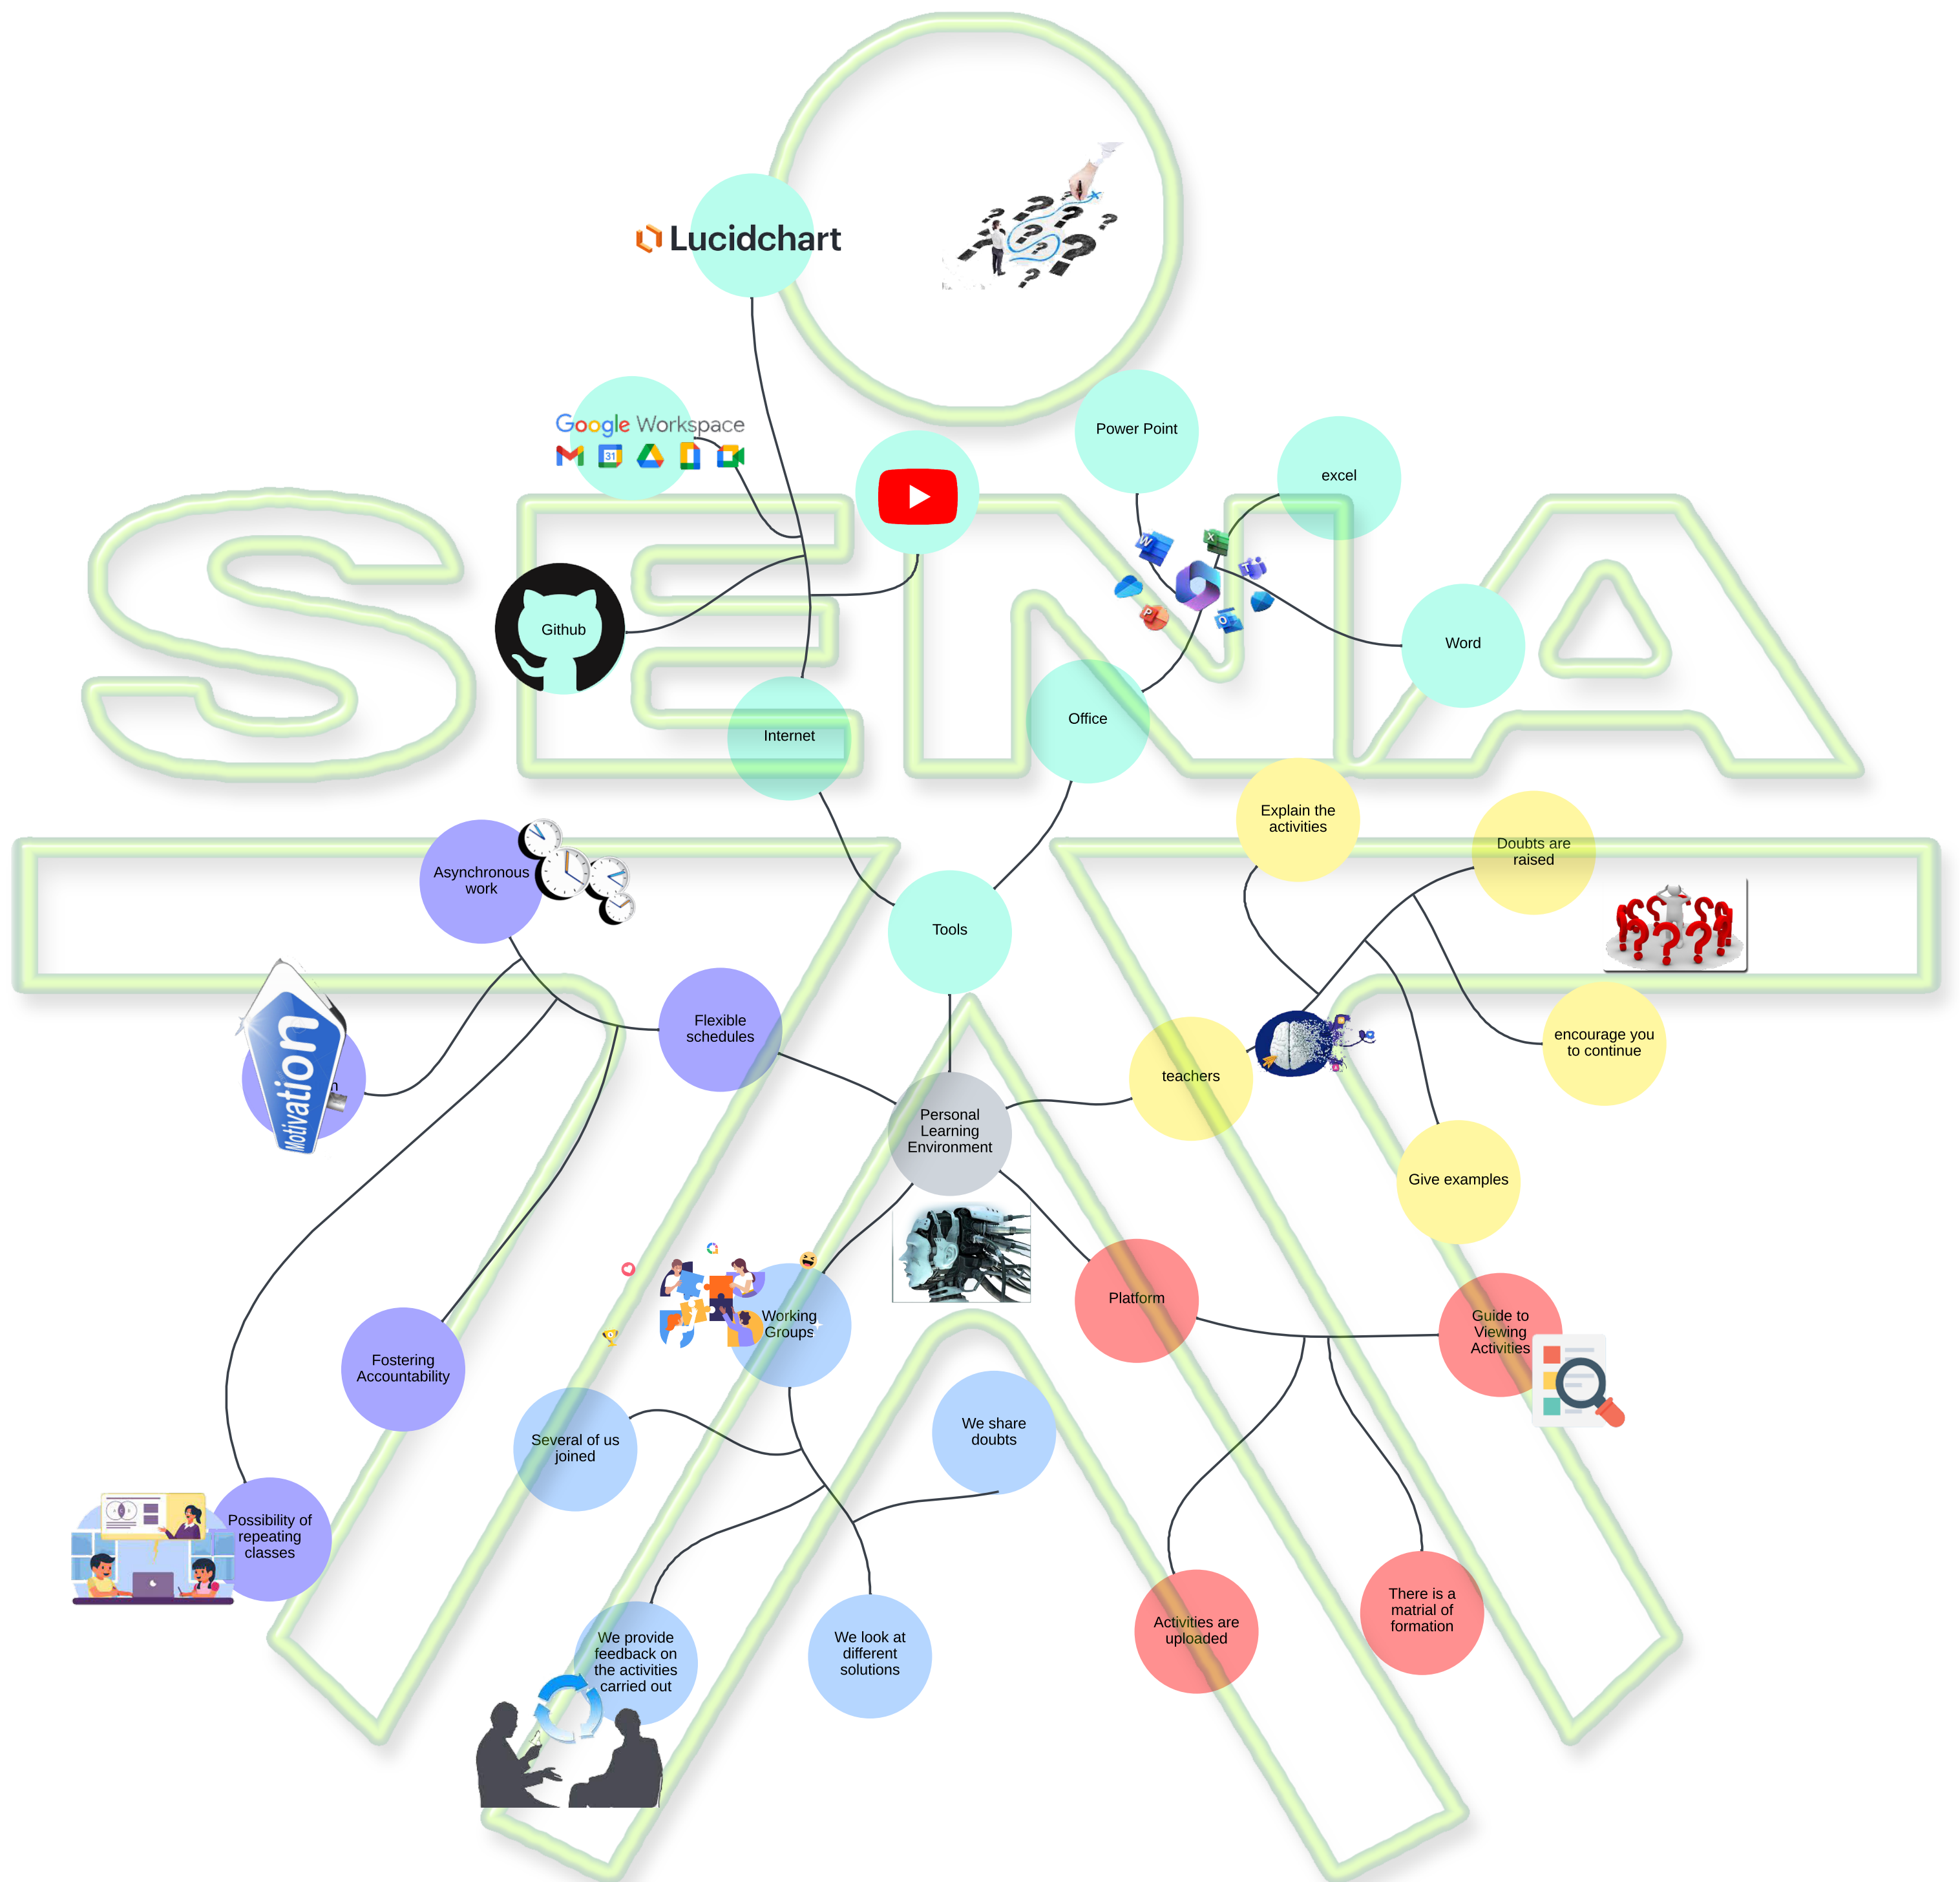 Lucidchart
Google Workspace
31
Power Point
excel
SENA
W
X
T
P
O
Github
Word
Internet
Office
Explain the
activities
Doubts are
raised
Asynchronous
work
Tools
Flexible
schedules
Motivation
n
teachers
encourage you
to continue
Personal
Learning
Environment
Give examples
Platform
Working
Groups
Guide to
Viewing
Activities
Fostering
Accountability
We share
doubts
Several of us
joined
Possibility of
repeating
classes
There is a
matrial of
formation
Activities are
uploaded
We provide
feedback on
the activities
carried out
We look at
different
solutions